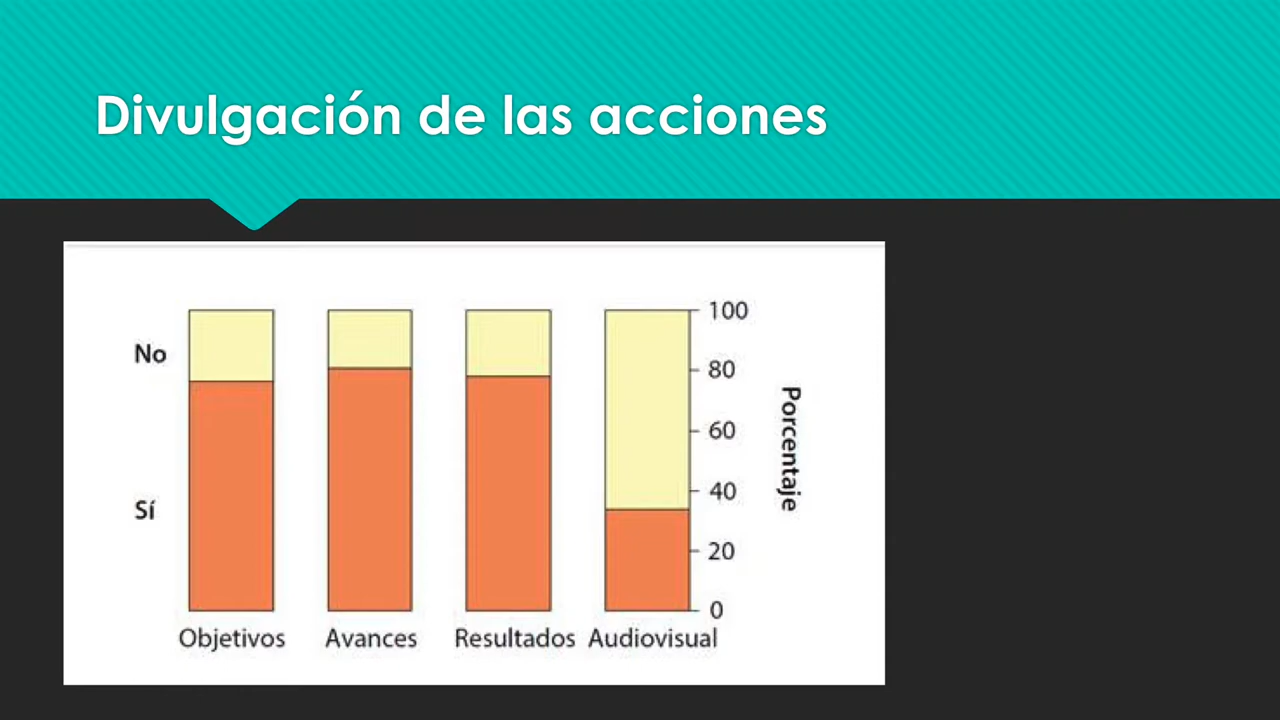 Divulgación de las acciones
No
Sí
100
80
60
40
20
0
Porcentaje
Objetivos Avances Resultados Audiovisual